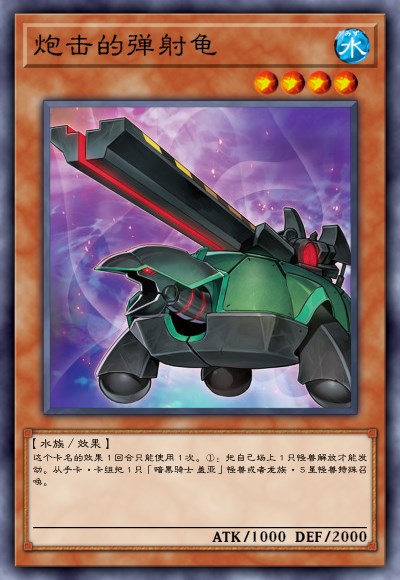 炮击的弹射龟
水
【水族／效果】
这个卡名的效果1回合只能使用1次。①：把自己场上1只怪兽解放才能发
动。从手卡・卡组把1只「暗黑骑士 盖亚」怪兽或者龙族・5星怪兽特殊召
唤。
ATK/1000 DEF/2000